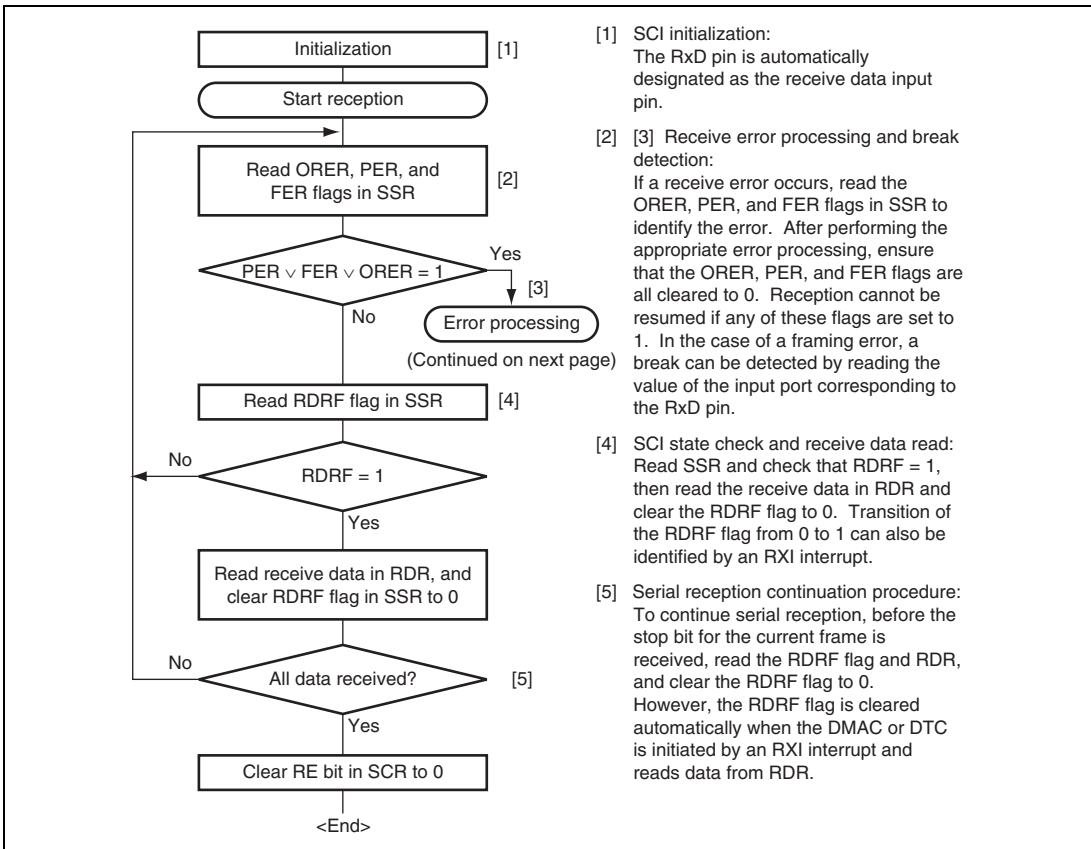 Initialization
[1]
Start reception
Read ORER, PER, and
FER flags in SSR
[2]
PER ∨ FER ∨ ORER = 1
Yes
[3]
No
Error processing
(Continued on next page)
Read RDRF flag in SSR
[4]
No
RDRF = 1
Yes
Read receive data in RDR, and
clear RDRF flag in SSR to 0
No
All data received?
[5]
Yes
Clear RE bit in SCR to 0
<End>
[1] SCI initialization:
The RxD pin is automatically
designated as the receive data input
pin.
[2] [3] Receive error processing and break
detection:
If a receive error occurs, read the
ORER, PER, and FER flags in SSR to
identify the error. After performing the
appropriate error processing, ensure
that the ORER, PER, and FER flags are
all cleared to 0. Reception cannot be
resumed if any of these flags are set to
1. In the case of a framing error, a
break can be detected by reading the
value of the input port corresponding to
the RxD pin.
[4] SCI state check and receive data read:
Read SSR and check that RDRF = 1,
then read the receive data in RDR and
clear the RDRF flag to 0. Transition of
the RDRF flag from 0 to 1 can also be
identified by an RXI interrupt.
[5] Serial reception continuation procedure:
To continue serial reception, before the
stop bit for the current frame is
received, read the RDRF flag and RDR,
and clear the RDRF flag to 0.
However, the RDRF flag is cleared
automatically when the DMAC or DTC
is initiated by an RXI interrupt and
reads data from RDR.